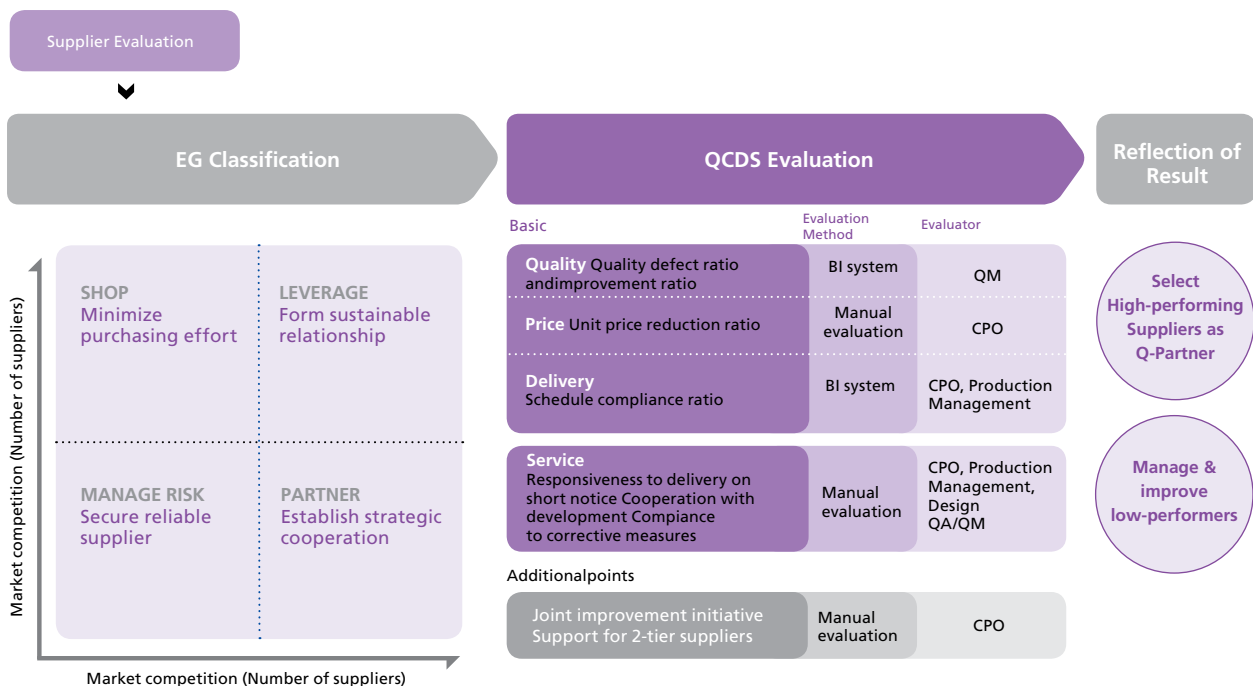 Supplier Evaluation
EG Classification
QCDS Evaluation
Reflection of
Result
Market competition (Number of suppliers)
SHOP
Minimize
purchasing effort
LEVERAGE
Form sustainable
relationship
MANAGE RISK
Secure reliable
supplier
PARTNER
Establish strategic
cooperation
Market competition (Number of suppliers)
Basic
Evaluation
Method
Evaluator
Quality Quality defect ratio
andimprovement ratio
BI system
QM
Price Unit price reduction ratio
Manual
evaluation
CPO
Delivery
Schedule compliance ratio
BI system
CPO, Production
Management
Service
Responsiveness to delivery on
short notice Cooperation with
development Compliance
to corrective measures
Manual
evaluation
CPO, Production
Management,
Design
QA/QM
Additionalpoints
Joint improvement initiative
Support for 2-tier suppliers
Manual
evaluation
CPO
Select
High-performing
Suppliers as
Q-Partner
Manage &
improve
low-performers